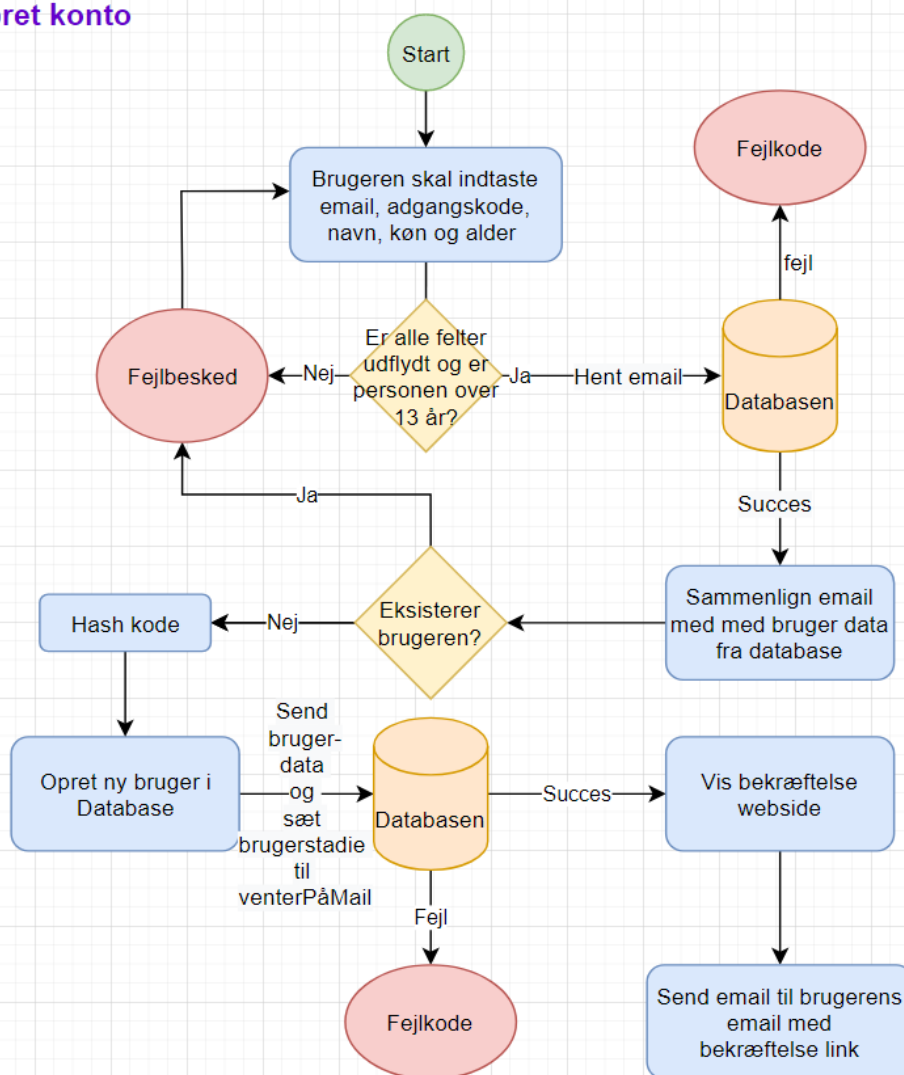 ret konto
Start
Fejlkode
Brugeren skal indtaste
email, adgangskode,
navn, køn og alder
fejl
Er alle felter
udflydt og er
personen over
13 år?
Nej
Fejlbesked
Ja
Hent email
Databasen
Succes
Ja
Sammenlign email
med med bruger data
fra database
Eksisterer
brugeren?
Nej
Hash kode
Send
bruger-
data
og
sæt
brugerstadie
til
venterPåMail
Opret ny bruger i
Database
Databasen
Succes
Vis bekræftelse
webside
Fejl
Fejlkode
Send email til brugerens
email med
bekræftelse link